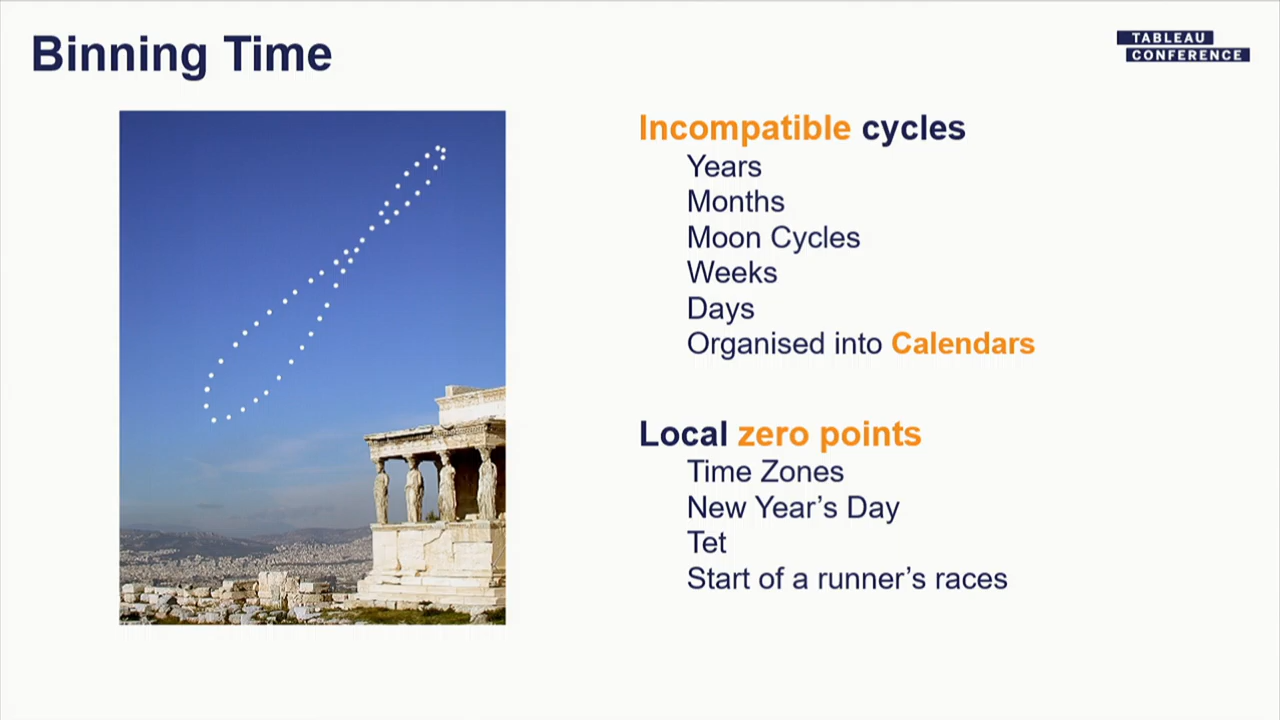 Binning Time
TABLEAU
CONFERENCE
Incompatible cycles
Years
Months
Moon Cycles
Weeks
Days
Organised into Calendars
Local zero points
Time Zones
New Year’s Day
Tet
Start of a runner’s races